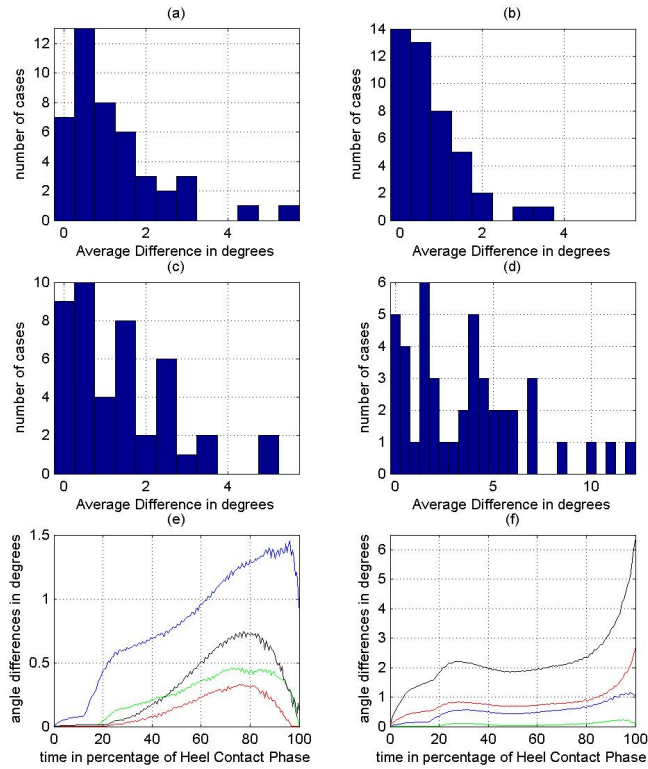 (a)
12
10
8
6
4
2
0
number of cases
0 2 4
Average Difference in degrees
(b)
14
12
10
8
6
4
2
0
number of cases
0 2 4
Average Difference in degrees
(c)
10
8
6
4
2
0
number of cases
0 2 4
Average Difference in degrees
(d)
6
5
4
3
2
1
0
number of cases
0 5 10
Average Difference in degrees
(e)
1.5
1
0.5
0
angle differences in degrees
0 20 40 60 80 100
time in percentage of Heel Contact Phase
(f)
6
5
4
3
2
1
0
angle differences in degrees
0 20 40 60 80 100
time in percentage of Heel Contact Phase